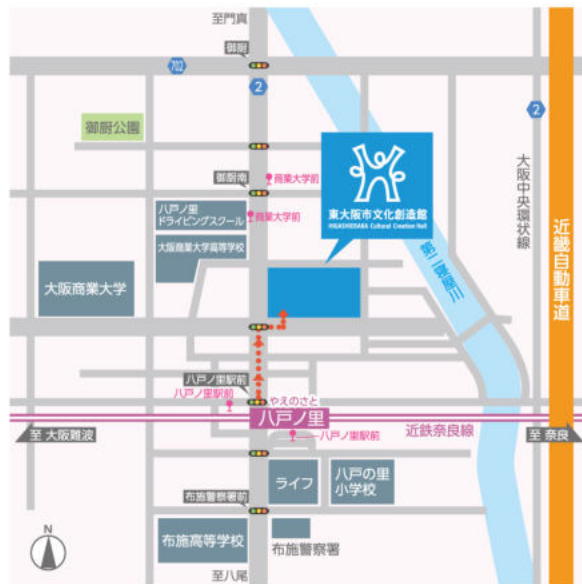 至門真
御厨
702
2
2
御厨公園
商業大学前
御厨南
八戸ノ里
ドライビングスクール
商業大学前
大阪商業大学高等学校
大阪商業大学
東大阪市文化創造館
HIGASHIOSAKA Cultural Creation Hall
第二寝屋川
大阪中央環状線
近畿自動車道
八戸ノ里駅前
八戸ノ里駅前
やえのさと
八戸ノ里
八戸ノ里駅前
近鉄奈良線
至 大阪難波
至 奈良
ライフ
八戸の里
小学校
布施警察署前
布施高等学校
布施警察署
N
至八尾